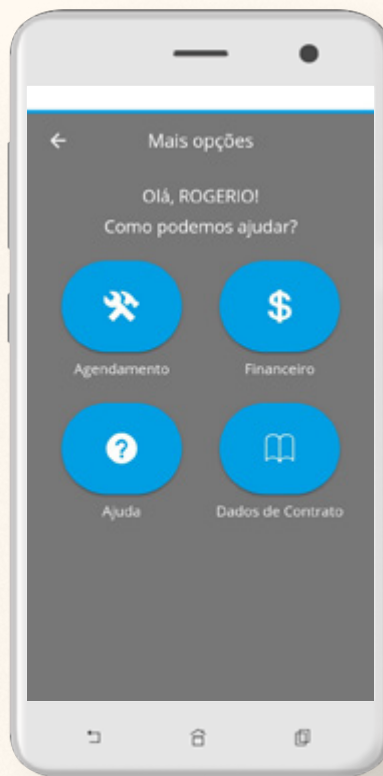 Mais opções
Olá, ROGERIO!
Como podemos ajudar?
$
Agendamento
Financeiro
?
Ajuda
Dados de Contrato